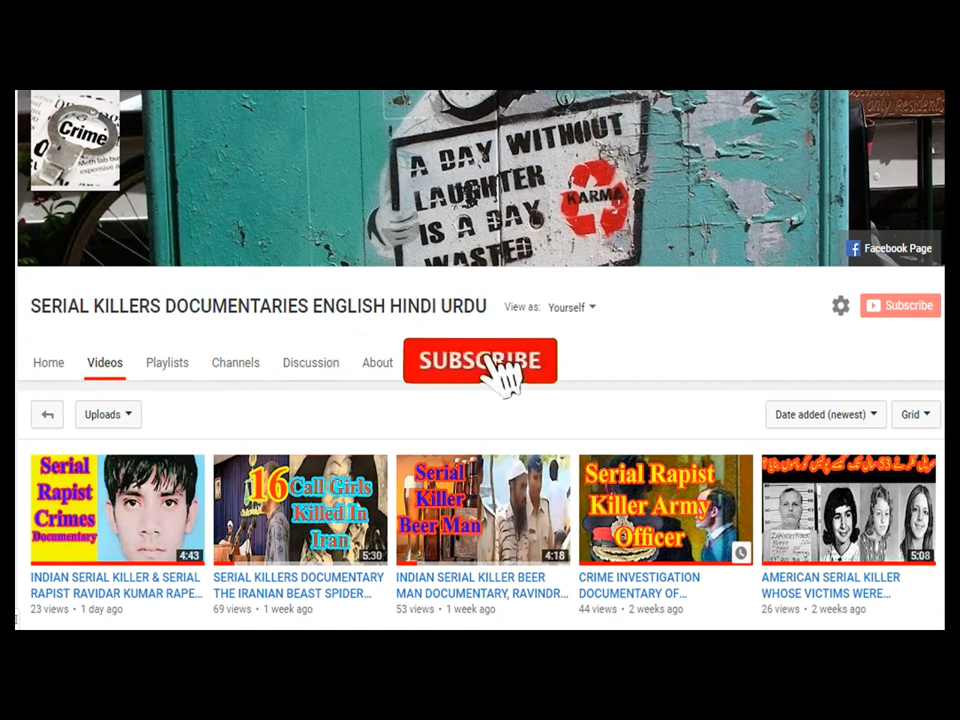 Crime
A DAY WITHOUT
LAUGHTER
IS A DAY
WASTED
KARMA
only Residents
Facebook Page
SERIAL KILLERS DOCUMENTARIES ENGLISH HINDI URDU
View as: Yourself
Subscribe
Home Videos Playlists Channels Discussion About
SUBSCRIBE
Uploads
Date added (newest) Grid
Serial
Rapist
Crimes
Documentary
4:43
16 Call Girls
Killed In
Iran
5:30
Serial
Killer
Beer Man
4:18
Serial Rapist
Killer Army
Officer
5:08
INDIAN SERIAL KILLER & SERIAL
RAPIST RAVIDAR KUMAR RAPE...
23 views • 1 day ago
SERIAL KILLERS DOCUMENTARY
THE IRANIAN BEAST SPIDER...
69 views • 1 week ago
INDIAN SERIAL KILLER BEER
MAN DOCUMENTARY, RAVINDR...
53 views • 1 week ago
CRIME INVESTIGATION
DOCUMENTARY OF...
44 views • 2 weeks ago
AMERICAN SERIAL KILLER
WHOSE VICTIMS WERE...
26 views • 2 weeks ago